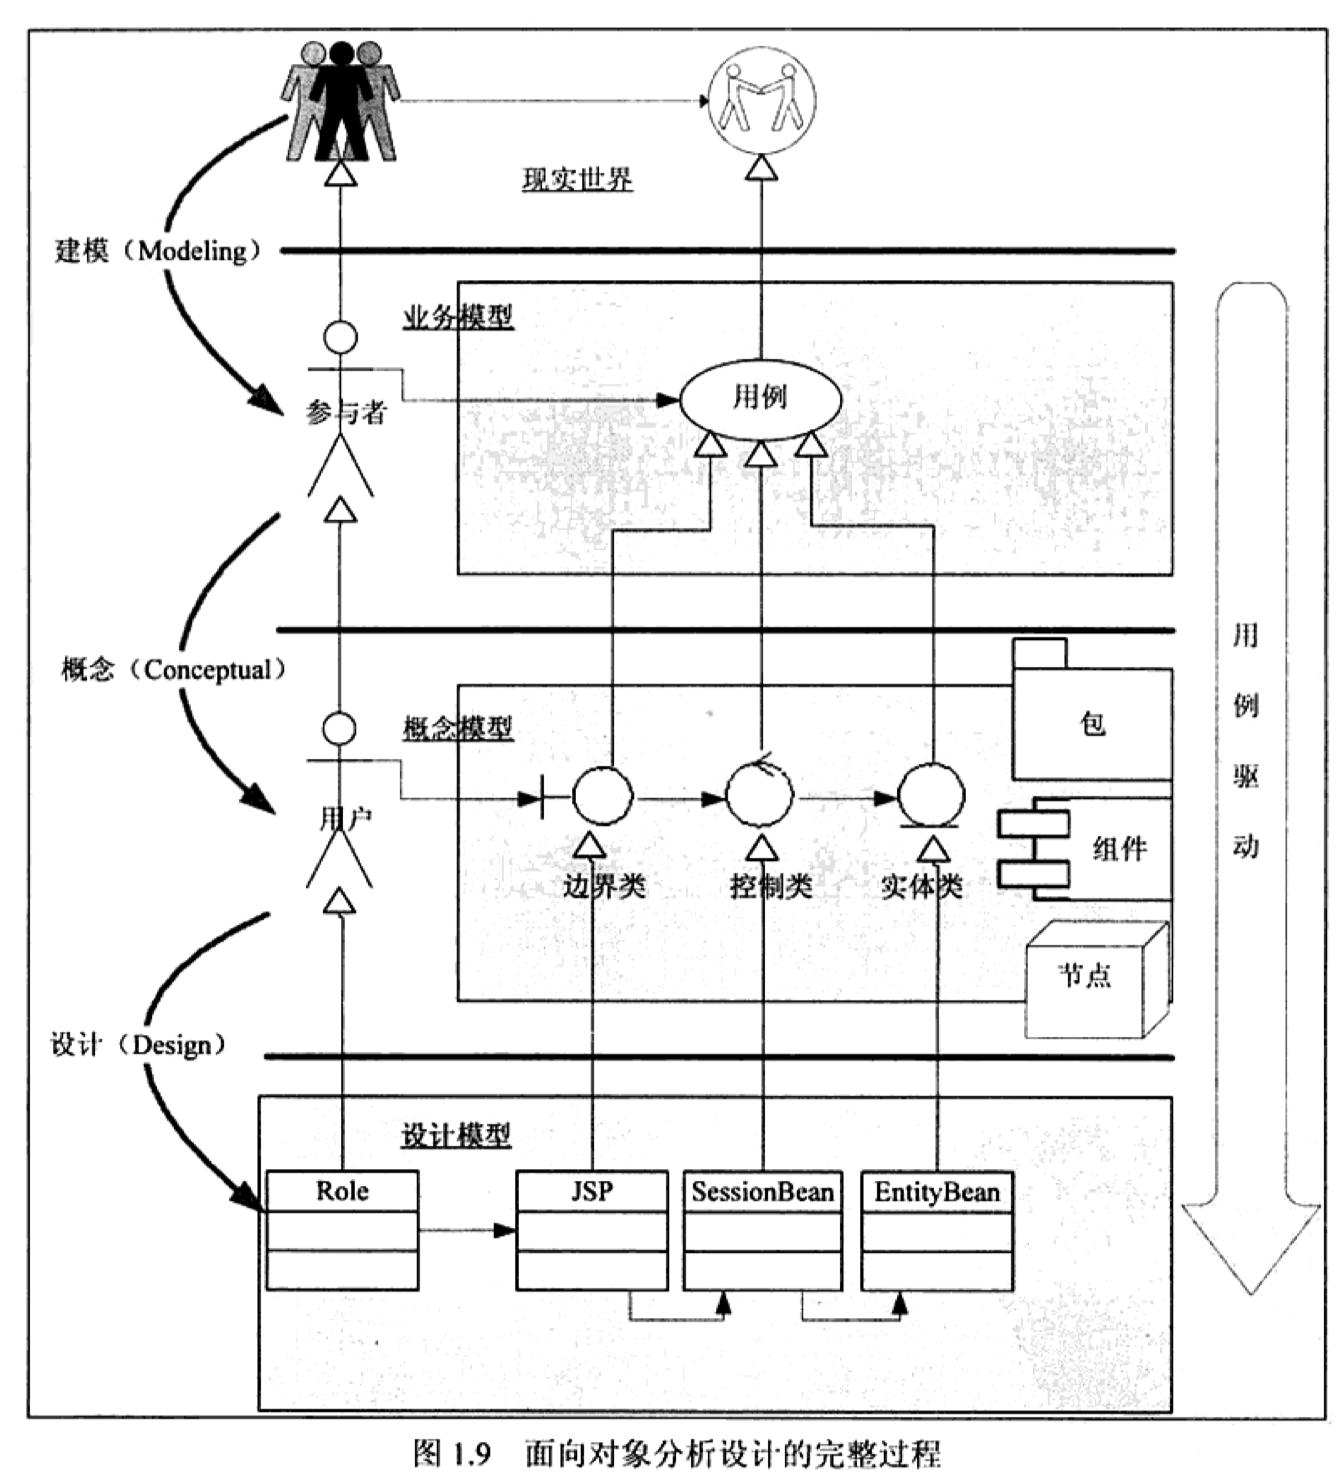 现实世界
建模（Modeling）
业务模型
用例
参与者
概念（Conceptual）
概念模型
包
组件
节点
用户
边界类
控制类
实体类
用例驱动
设计（Design）
设计模型
Role
JSP
SessionBean
EntityBean
图 1.9 面向对象分析设计的完整过程